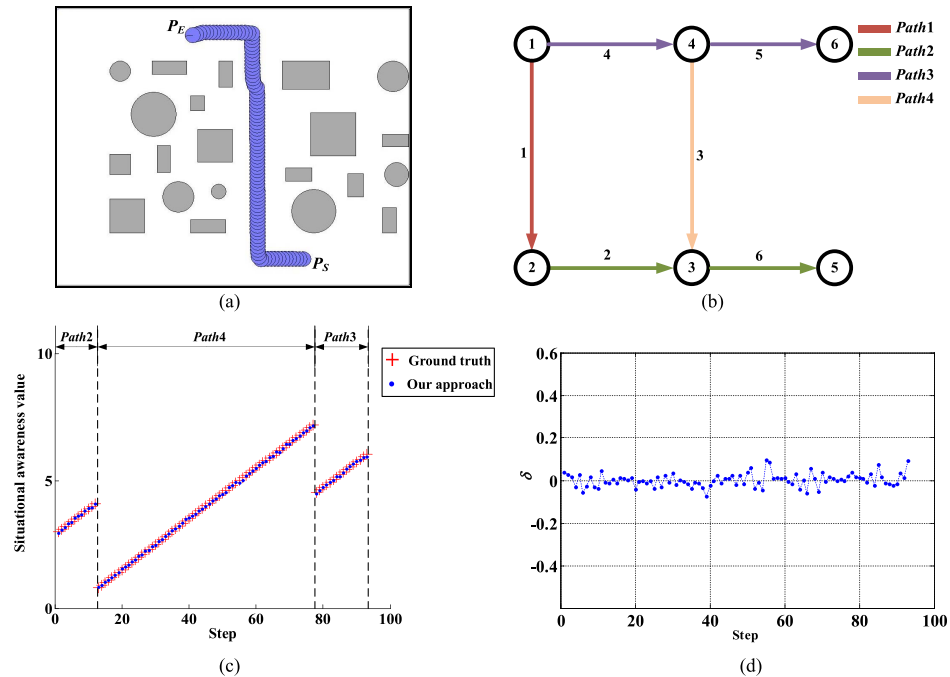 P_E
P_S
(a)
1
4
4
5
6
1
3
2
2
3
6
5
Path1
Path2
Path3
Path4
(b)
Path2
Path4
Path3
Ground truth
Our approach
Situational awareness value
10
5
0
0
20
40
60
80
100
Step
(c)
0.6
0.4
0.2
0
-0.2
-0.4
δ
0
20
40
60
80
100
Step
(d)